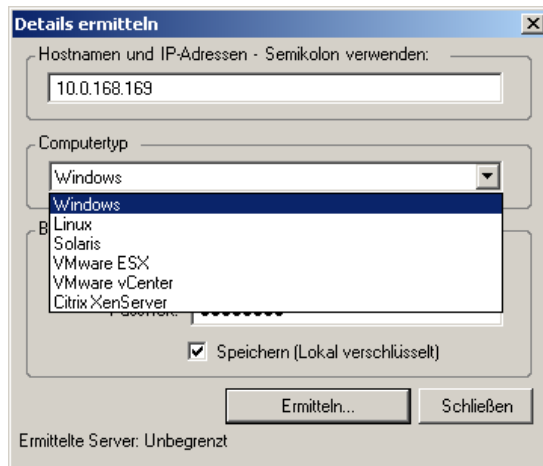 Details ermitteln
Hostnamen und IP-Adressen - Semikolon verwenden:
10.0.168.169
Computertyp
Windows
Windows
Linux
Solaris
VMware ESX
VMware vCenter
Citrix XenServer
Speichern (Lokal verschlüsselt)
Ermitteln...
Schließen
Ermittelte Server: Unbegrenzt